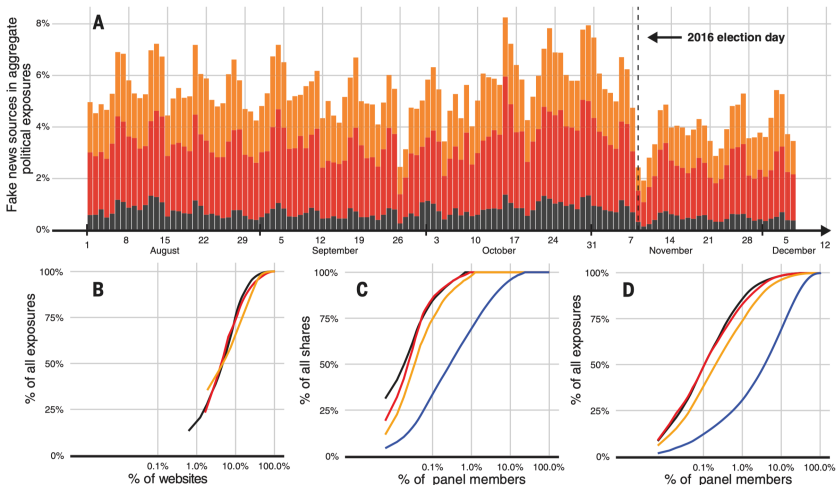 A
Fake news sources in aggregate
political exposures
8%
6%
4%
2%
0%
2016 election day
1 8 15 22 29 5 12 19 26 3 10 17 24 31 7 14 21 28 5 12
August September October November December
B
% of all exposures
100%
75%
50%
25%
0%
0.1% 1.0% 10.0% 100.0%
% of websites
C
% of all shares
100%
75%
50%
25%
0%
0.1% 1.0% 10.0% 100.0%
% of panel members
D
% of all exposures
100%
75%
50%
25%
0%
0.1% 1.0% 10.0% 100.0%
% of panel members